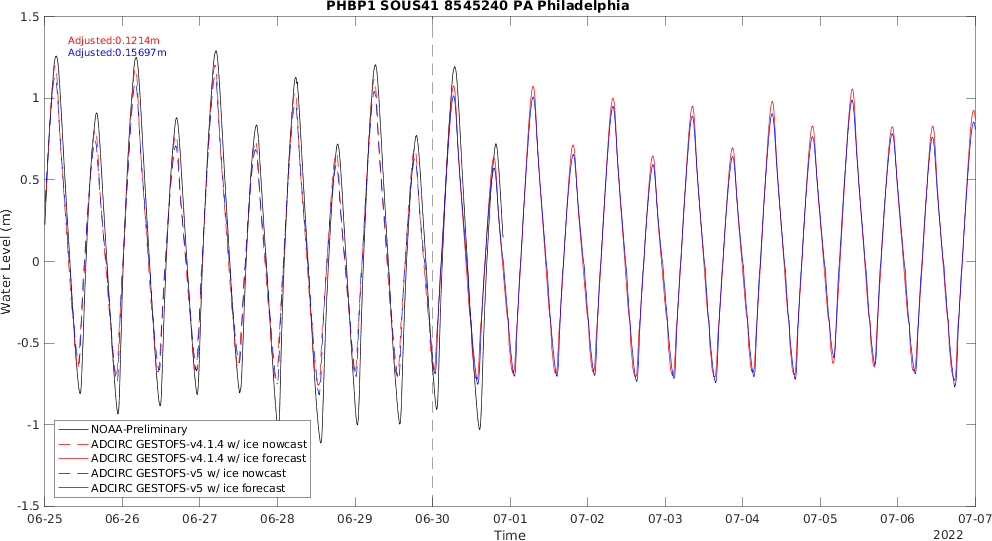 PHBP1 SOUS41 8545240 PA Philadelphia
Adjusted:0.1214m
Adjusted:0.15697m
Water Level (m)
1.5
1
0.5
0
-0.5
-1
-1.5
NOAA-Preliminary
ADCIRC GESTOFS-v4.1.4 w/ ice nowcast
ADCIRC GESTOFS-v4.1.4 w/ ice forecast
ADCIRC GESTOFS-v5 w/ ice nowcast
ADCIRC GESTOFS-v5 w/ ice forecast
06-25 06-26 06-27 06-28 06-29 06-30 07-01 07-02 07-03 07-04 07-05 07-06 07-07
Time
2022